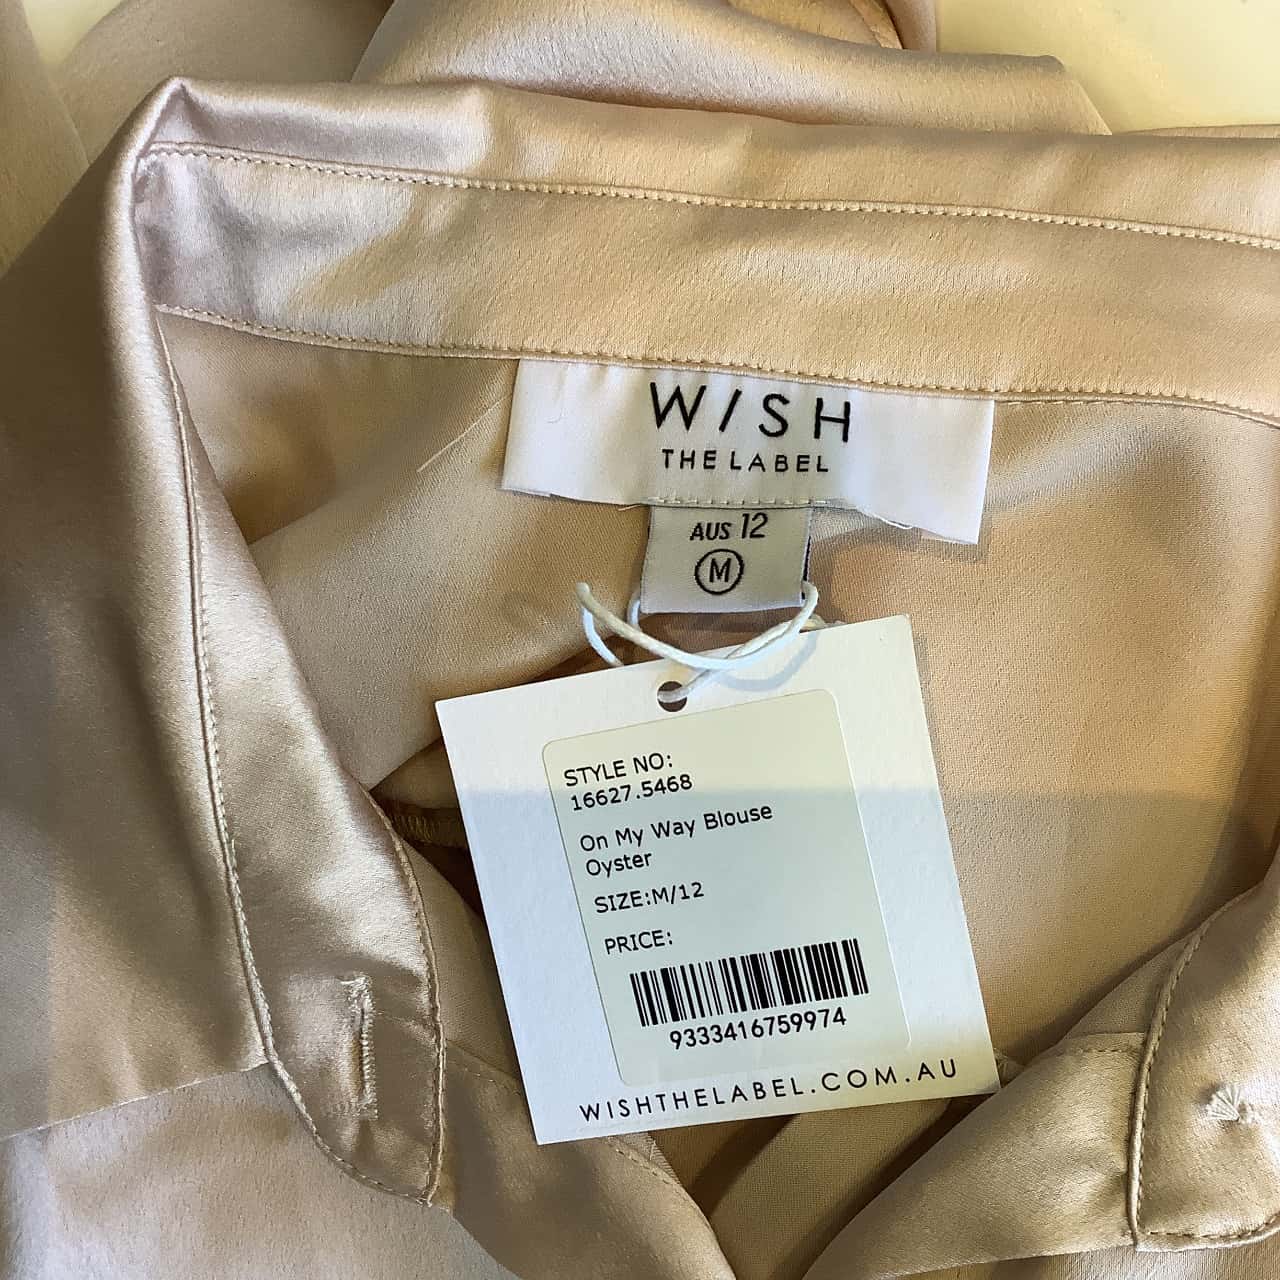 W/SH
THE LABEL
AUS 12
M
STYLE NO:
16627.5468
On My Way Blouse
Oyster
SIZE:M/12
PRICE:
9333416759974
WISHTHELABEL.COM.AU